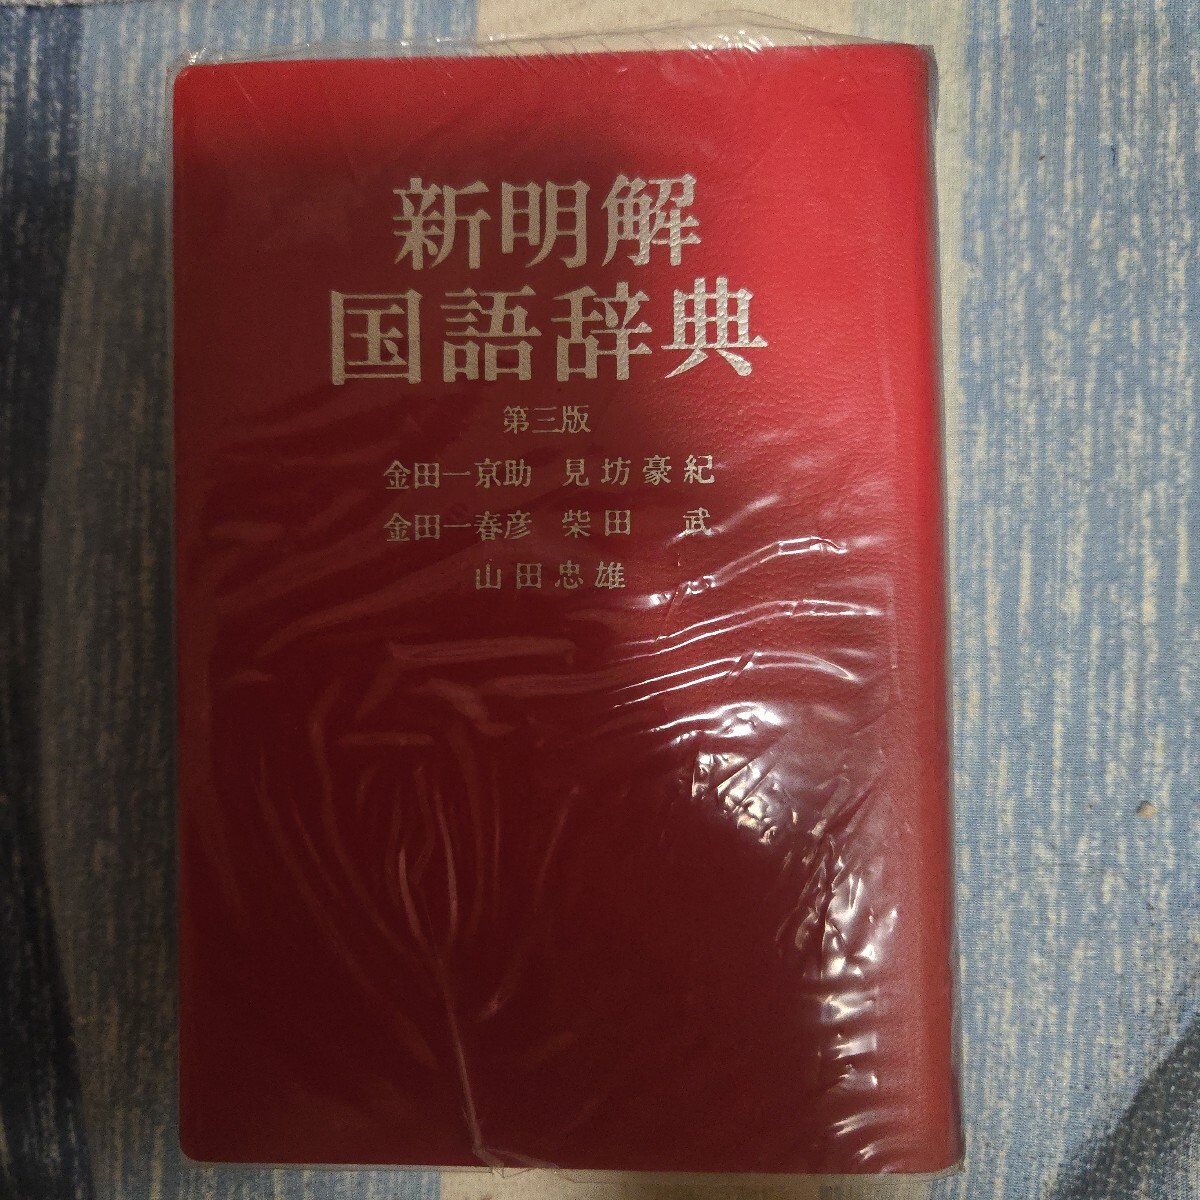 新明解
国語辞典
第三版
金田一京助 見坊豪紀
金田一春彦 柴田 武
山田忠雄